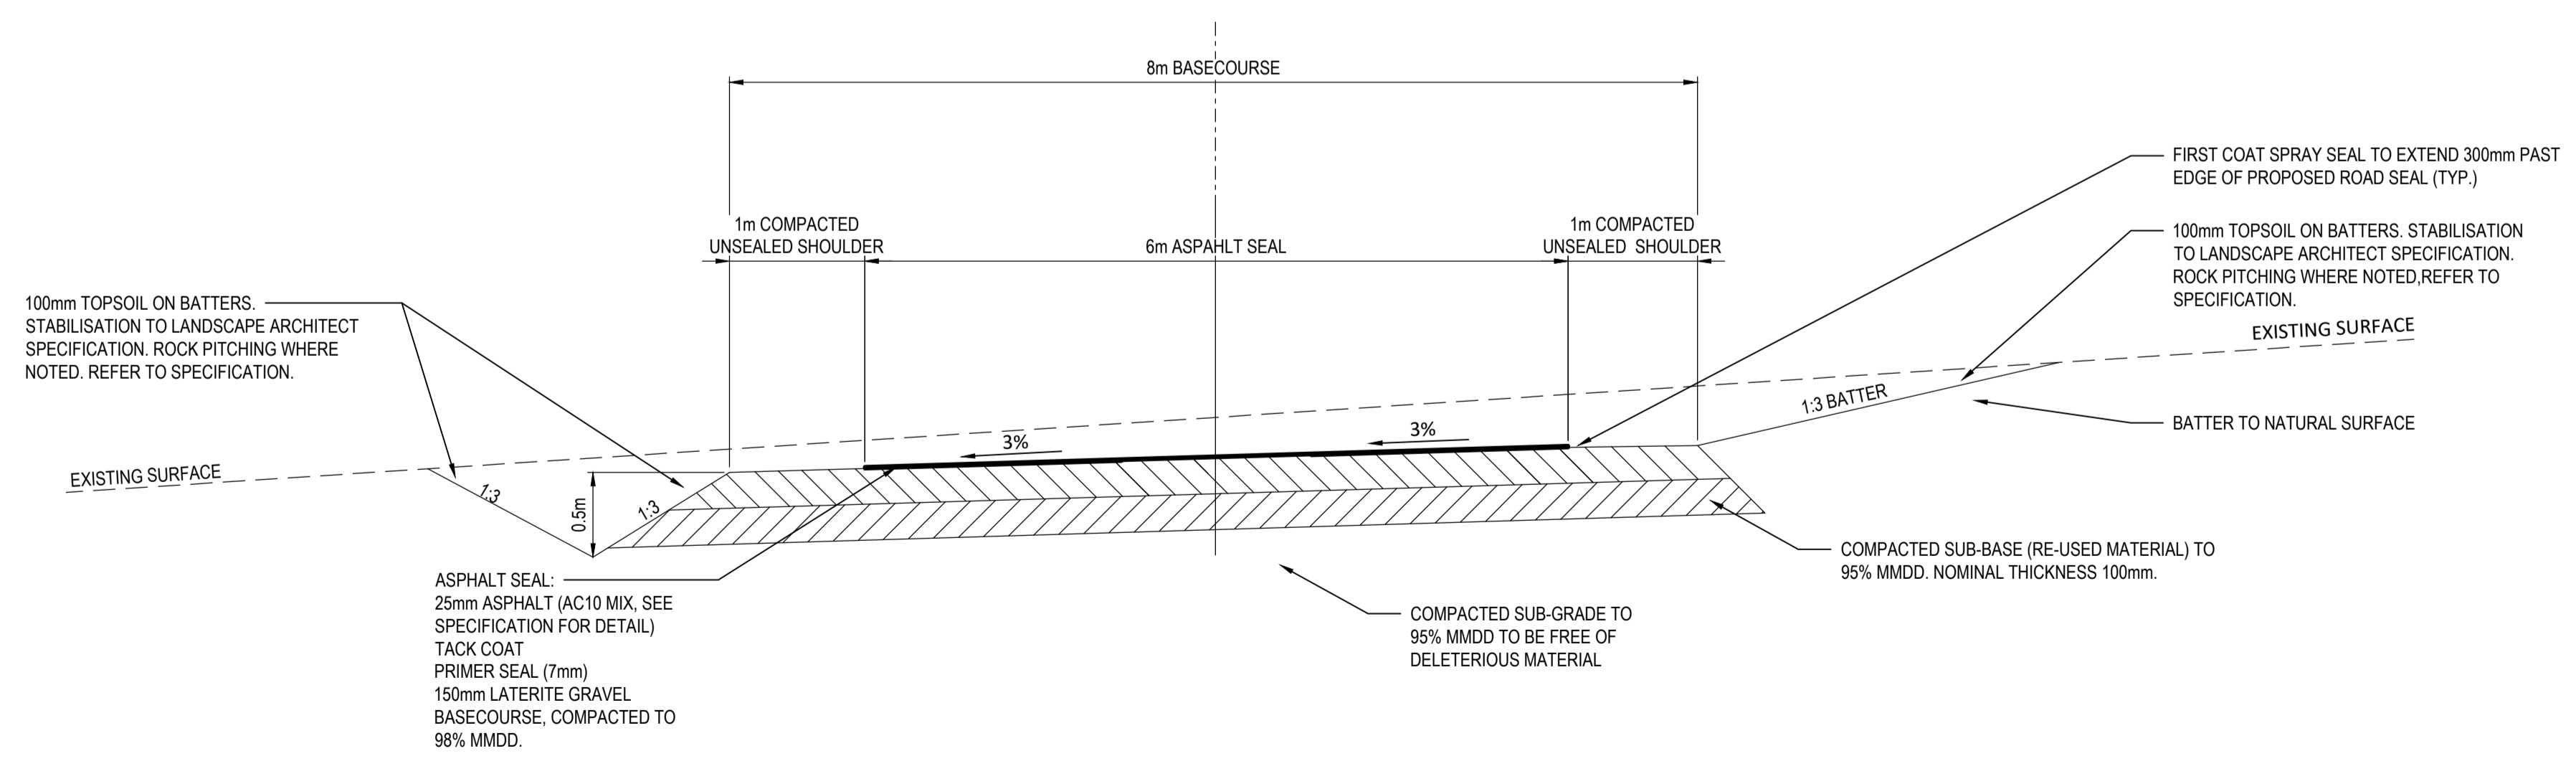 8m BASECOURSE
FIRST COAT SPRAY SEAL TO EXTEND 300mm PAST
EDGE OF PROPOSED ROAD SEAL (TYP.)
1m COMPACTED
UNSEALED SHOULDER
6m ASPAHLT SEAL
1m COMPACTED
UNSEALED SHOULDER
100mm TOPSOIL ON BATTERS. STABILISATION
TO LANDSCAPE ARCHITECT SPECIFICATION.
ROCK PITCHING WHERE NOTED,REFER TO
SPECIFICATION.
100mm TOPSOIL ON BATTERS.
STABILISATION TO LANDSCAPE ARCHITECT
SPECIFICATION. ROCK PITCHING WHERE
NOTED. REFER TO SPECIFICATION.
EXISTING SURFACE
1:3 BATTER
BATTER TO NATURAL SURFACE
3%
3%
EXISTING SURFACE
1:3
0.5m
1:3
ASPHALT SEAL:
25mm ASPHALT (AC10 MIX, SEE
SPECIFICATION FOR DETAIL)
TACK COAT
PRIMER SEAL (7mm)
150mm LATERITE GRAVEL
BASECOURSE, COMPACTED TO
98% MMDD.
COMPACTED SUB-GRADE TO
95% MMDD TO BE FREE OF
DELETERIOUS MATERIAL
COMPACTED SUB-BASE (RE-USED MATERIAL) TO
95% MMDD. NOMINAL THICKNESS 100mm.